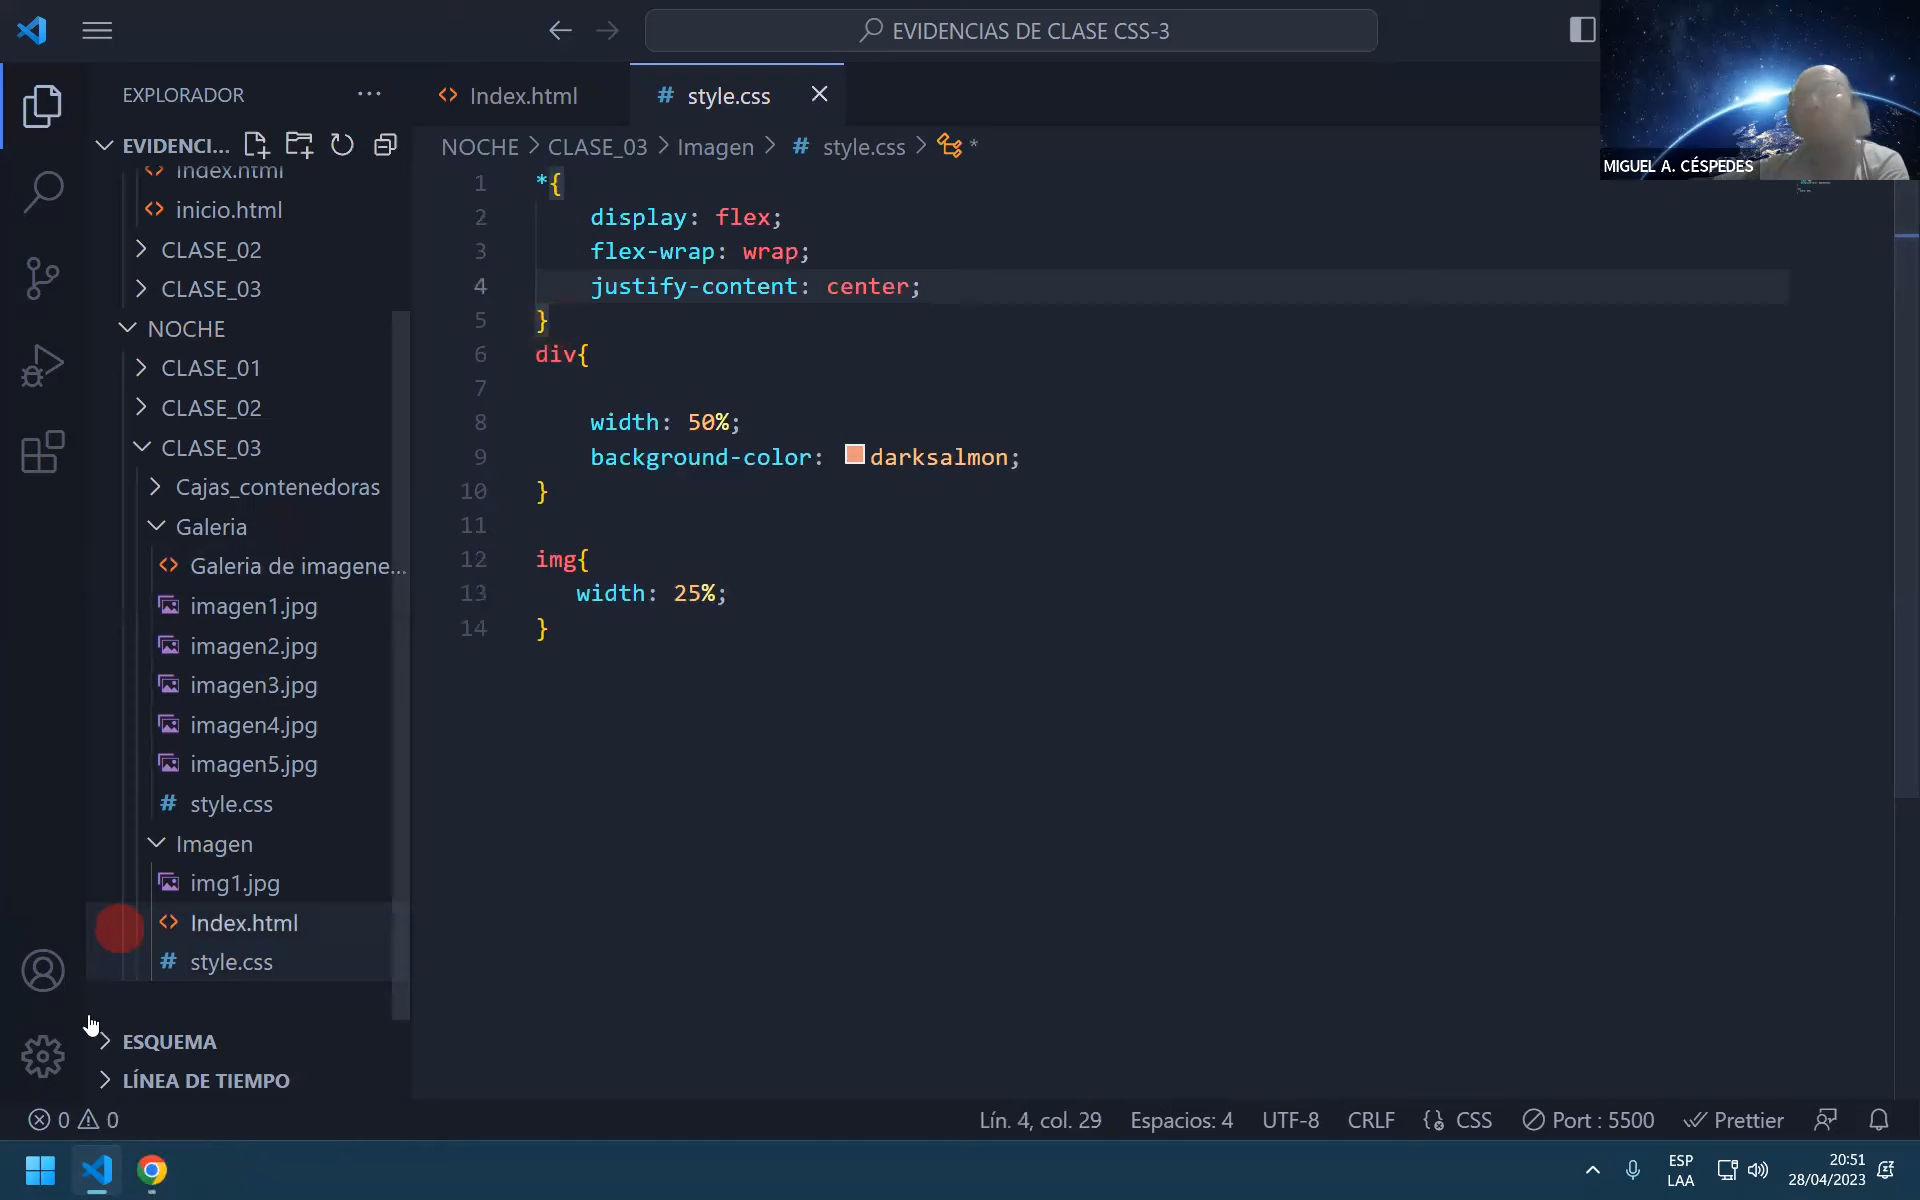 EVIDENCIAS DE CLASE CSS-3
MIGUEL A. CÉSPEDES
EXPLORADOR
Index.html
style.css
EVIDENCI...
NOCHE > CLASE_03 > Imagen > # style.css > *
Index.html
inicio.html
CLASE_02
CLASE_03
NOCHE
CLASE_01
CLASE_02
CLASE_03
Cajas_contenedoras
Galeria
Galeria de imagene...
imagen1.jpg
imagen2.jpg
imagen3.jpg
imagen4.jpg
imagen5.jpg
# style.css
Imagen
img1.jpg
Index.html
# style.css
ESQUEMA
LÍNEA DE TIEMPO
1 *{
2 display: flex;
3 flex-wrap: wrap;
4 justify-content: center;
5 }
6 div{
7
8 width: 50%;
9 background-color: darksalmon;
10 }
11
12 img{
13 width: 25%;
14 }
0 0
Lín. 4, col. 29
Espacios: 4
UTF-8
CRLF
{} CSS
Port : 5500
Prettier
ESP
LAA
20:51
28/04/2023